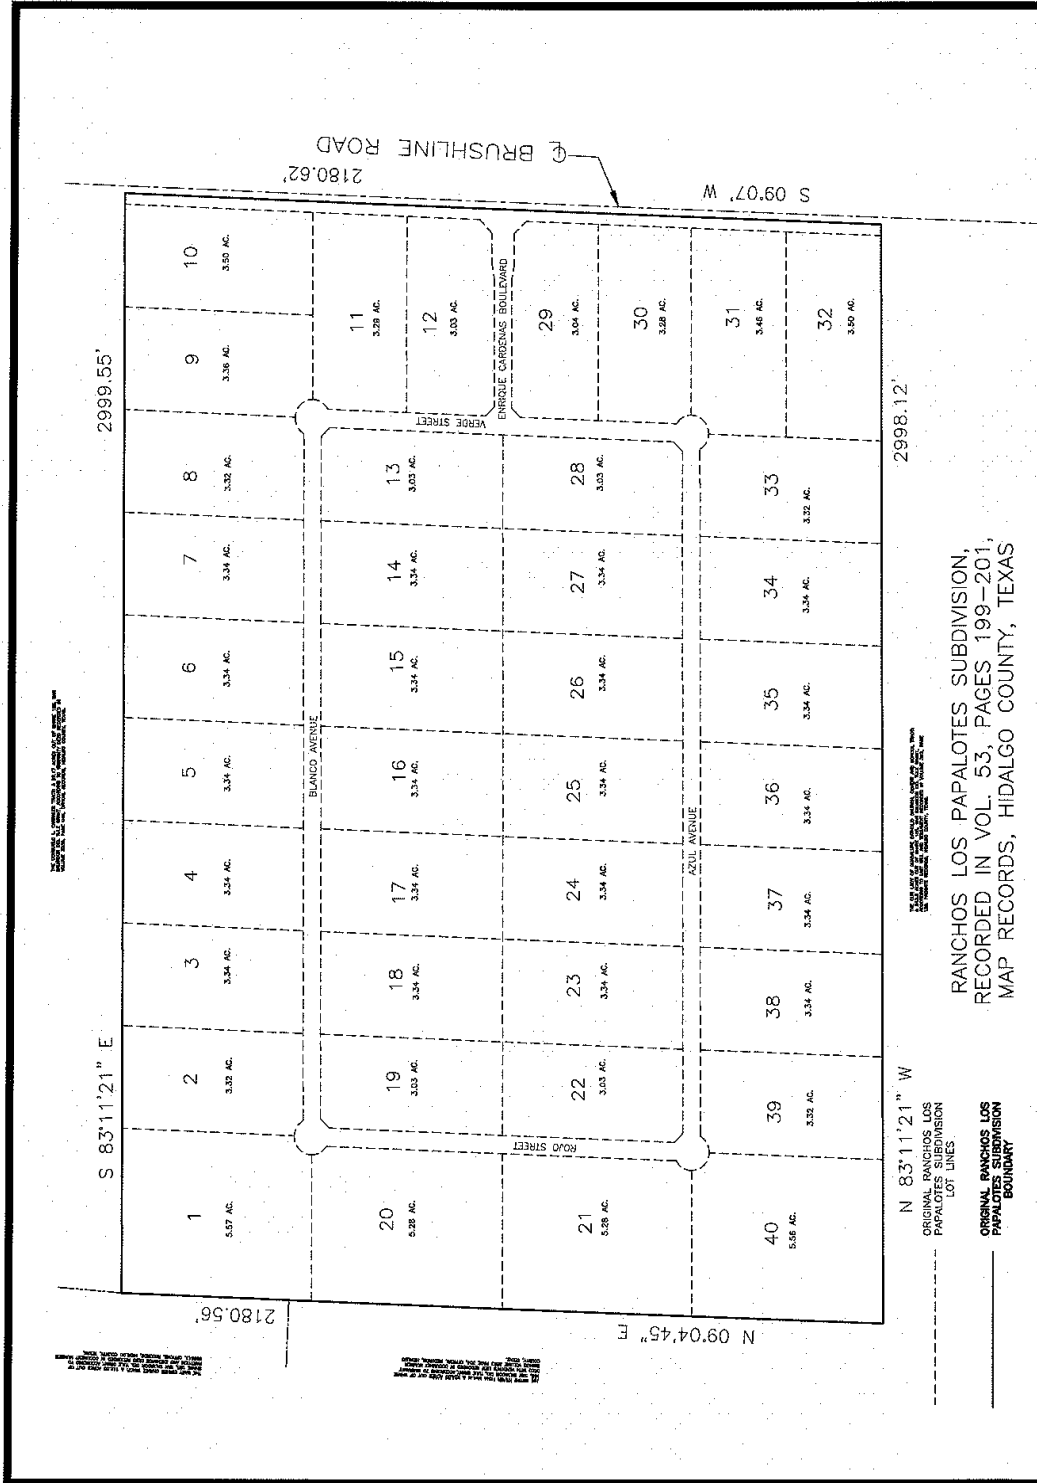 ℄ BRUSHLINE ROAD
2180.62'
S 09°07' W
2999.55'
S 83°11'21" E
10
3.50 AC.
9
3.36 AC.
8
3.32 AC.
7
3.34 AC.
6
3.34 AC.
5
3.34 AC.
4
3.34 AC.
3
3.34 AC.
2
3.32 AC.
1
5.57 AC.
11
3.29 AC.
12
3.03 AC.
ENRIQUE CARDENAS BOULEVARD
29
3.04 AC.
30
3.28 AC.
31
3.45 AC.
32
3.50 AC.
VERDE STREET
BLANCO AVENUE
13
3.03 AC.
14
3.34 AC.
15
3.34 AC.
16
3.34 AC.
17
3.34 AC.
18
3.34 AC.
19
3.03 AC.
20
5.28 AC.
28
3.03 AC.
27
3.34 AC.
26
3.34 AC.
25
3.34 AC.
24
3.34 AC.
23
3.34 AC.
22
3.03 AC.
21
5.28 AC.
ROJO STREET
AZUL AVENUE
33
3.32 AC.
34
3.34 AC.
35
3.34 AC.
36
3.34 AC.
37
3.34 AC.
38
3.34 AC.
39
3.32 AC.
40
5.56 AC.
2998.12'
N 83°11'21" W
2180.56'
N 09°04'45" E
RANCHOS LOS PAPALOTES SUBDIVISION,
RECORDED IN VOL. 53, PAGES 199-201,
MAP RECORDS, HIDALGO COUNTY, TEXAS
ORIGINAL RANCHOS LOS
PAPALOTES SUBDIVISION
LOT LINES
ORIGINAL RANCHOS LOS
PAPALOTES SUBDIVISION
BOUNDARY